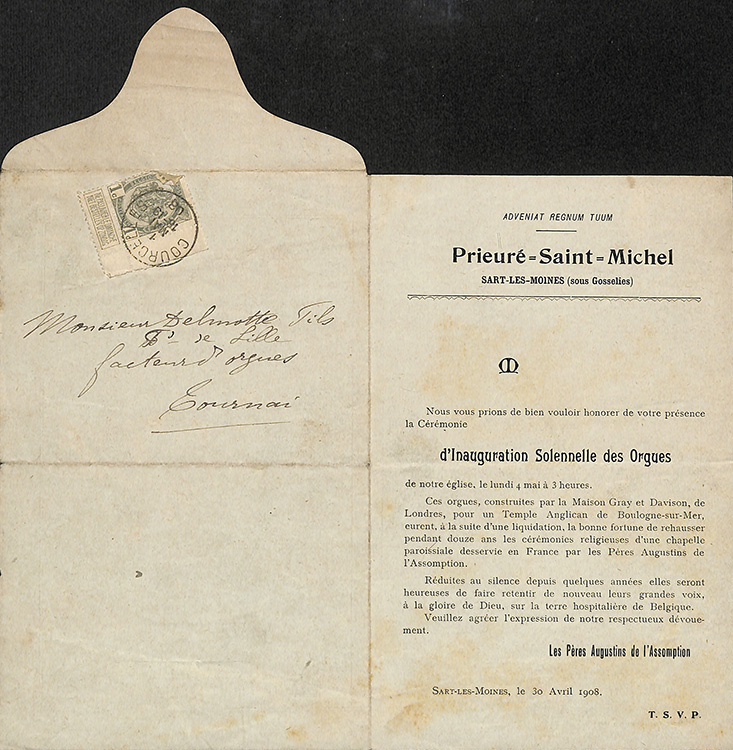 1c
COURCELLES
Monsieur Delmotte Fils
de Lille
facteur d'orgues
Tournai
ADVENIAT REGNUM TUUM
Prieuré=Saint=Michel
SART-LES-MOINES (sous Gosselies)
M
Nous vous prions de bien vouloir honorer de votre présence
la Cérémonie
d'Inauguration Solennelle des Orgues
de notre église, le lundi 4 mai à 3 heures.
Ces orgues, construites par la Maison Gray et Davison, de
Londres, pour un Temple Anglican de Boulogne-sur-Mer,
eurent, à la suite d'une liquidation, la bonne fortune de rehausser
pendant douze ans les cérémonies religieuses d'une chapelle
paroissiale desservie en France par les Pères Augustins de
l'Assomption.
Réduites au silence depuis quelques années elles seront
heureuses de faire retentir de nouveau leurs grandes voix,
à la gloire de Dieu, sur la terre hospitalière de Belgique.
Veuillez agréer l'expression de notre respectueux dévoue-
ment.
Les Pères Augustins de l'Assomption
SART-LES-MOINES, le 30 Avril 1908.
T. S. V. P.